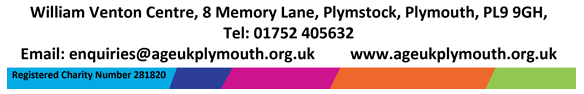 William Venton Centre, 8 Memory Lane, Plymstock, Plymouth, PL9 9GH,
Tel: 01752 405632
Email: enquiries@ageukplymouth.org.uk www.ageukplymouth.org.uk
Registered Charity Number 281820